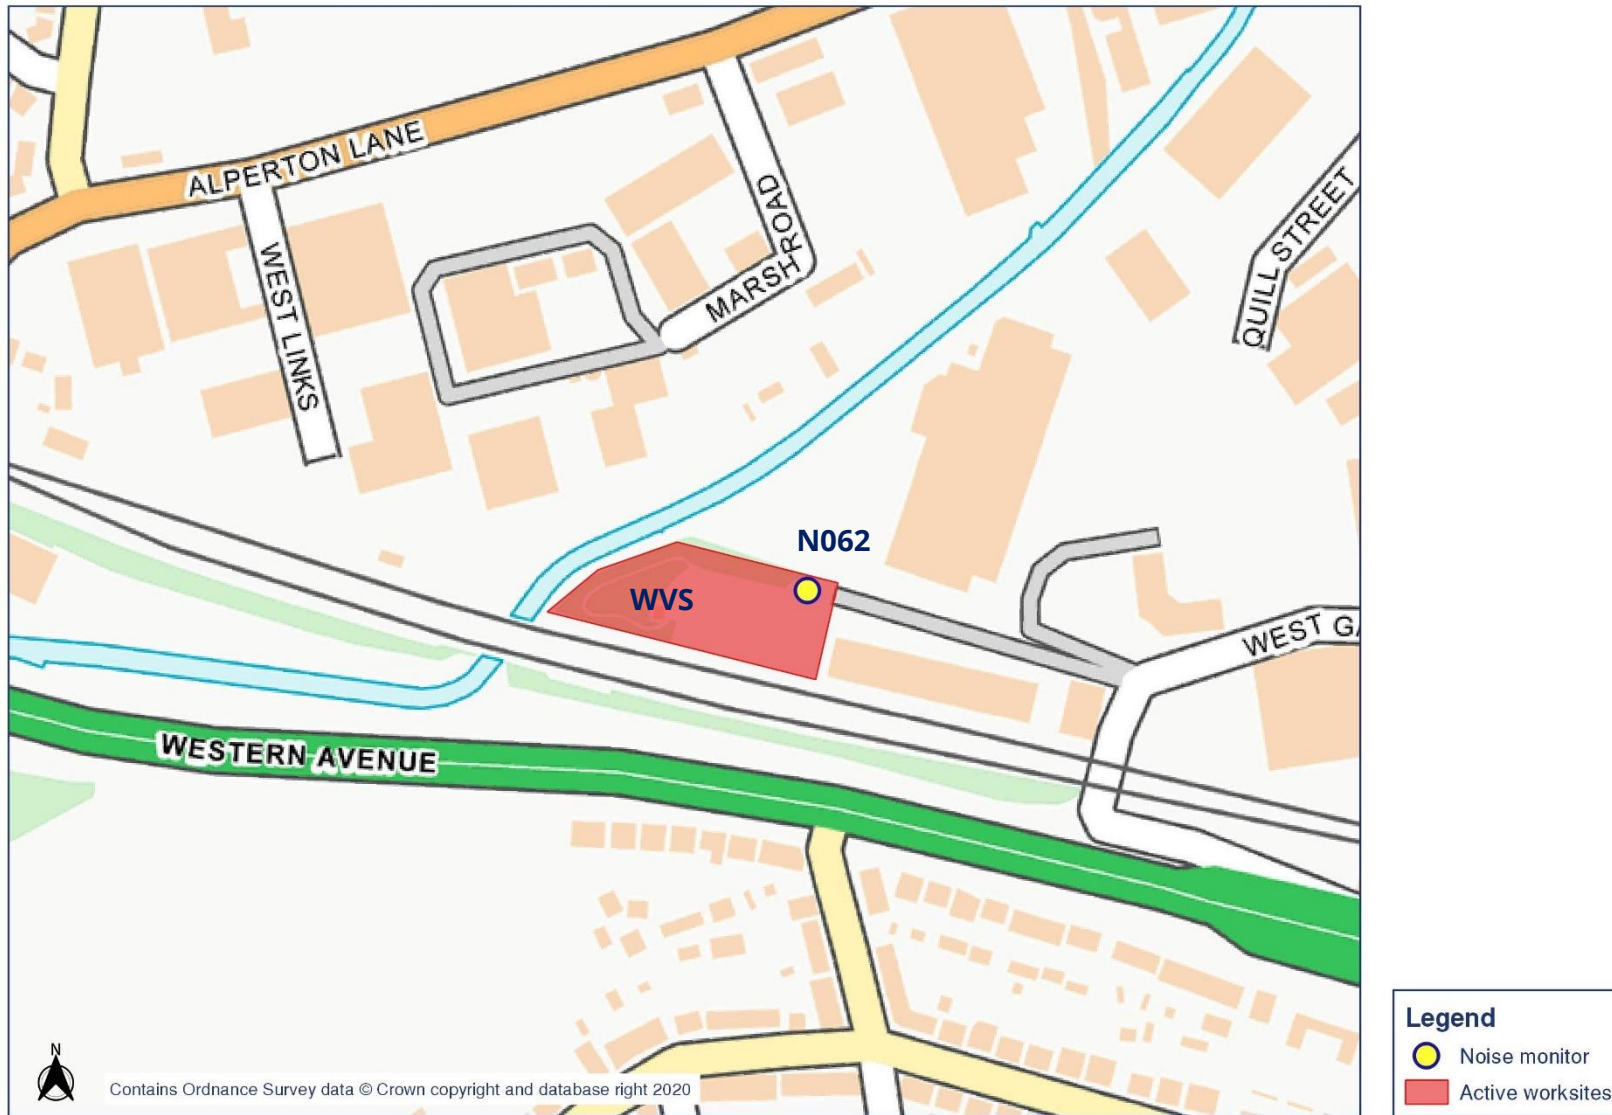 ALPERTON LANE
WEST LINKS
MARSH ROAD
QUILL STREET
N062
WVS
WEST GA
WESTERN AVENUE
N
Contains Ordnance Survey data © Crown copyright and database right 2020
Legend
Noise monitor
Active worksites